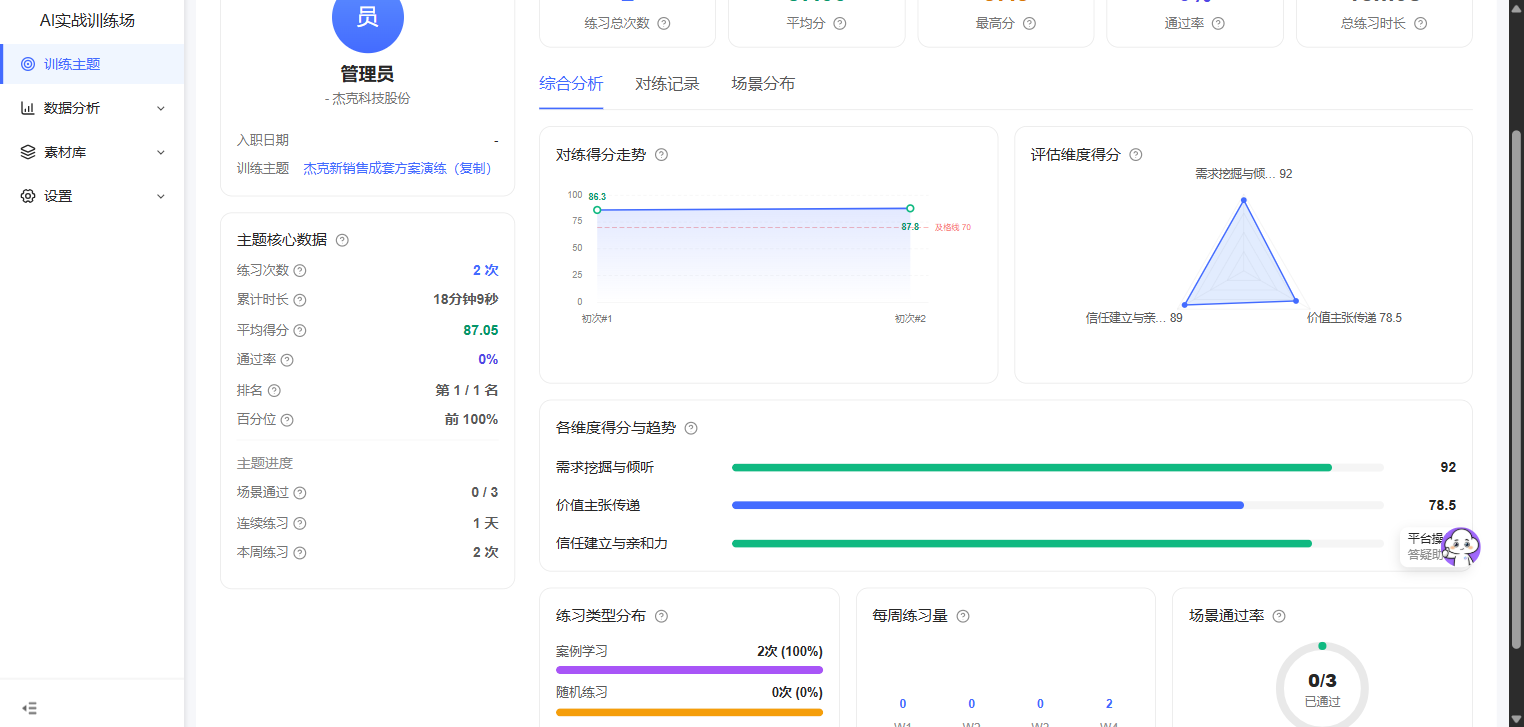 AI实战训练场
训练主题
数据分析
素材库
设置
员
管理员
- 杰克科技股份
入职日期 -
训练主题 杰克新销售成套方案演练（复制）
主题核心数据
练习次数 2 次
累计时长 18分钟9秒
平均得分 87.05
通过率 0%
排名 第 1 / 1 名
百分位 前 100%
主题进度
场景通过 0 / 3
连续练习 1 天
本周练习 2 次
练习总次数 平均分 最高分 通过率 总练习时长
综合分析 对练记录 场景分布
对练得分走势
100
75
50
25
0
86.3
87.8
及格线 70
初次#1 初次#2
评估维度得分
需求挖掘与倾... 92
信任建立与亲... 89
价值主张传递 78.5
各维度得分与趋势
需求挖掘与倾听 92
价值主张传递 78.5
信任建立与亲和力
平台操
答疑助
练习类型分布
案例学习 2次 (100%)
随机练习 0次 (0%)
每周练习量
0 0 0 2
W1 W2 W3 W4
场景通过率
0/3
已通过